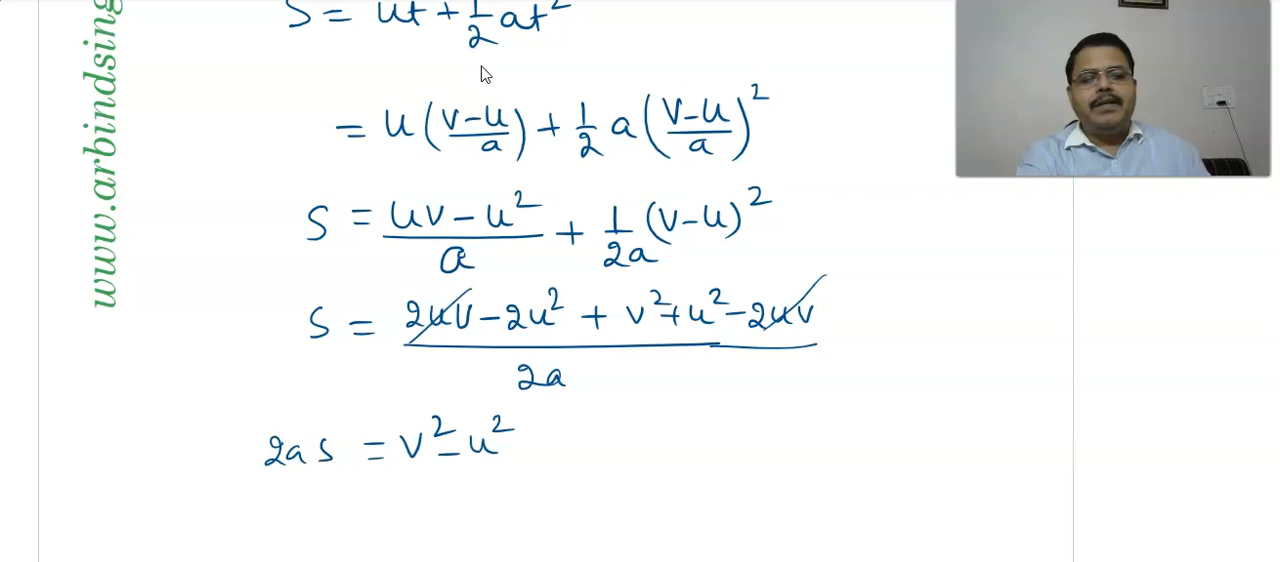 www.arbindsing
S = ut + 1/2 at²
= u(v-u/a) + 1/2 a(v-u/a)²
S = uv - u²/a + 1/2a (v-u)²
S = 2uv - 2u² + v² + u² - 2uv/2a
2as = v² - u²